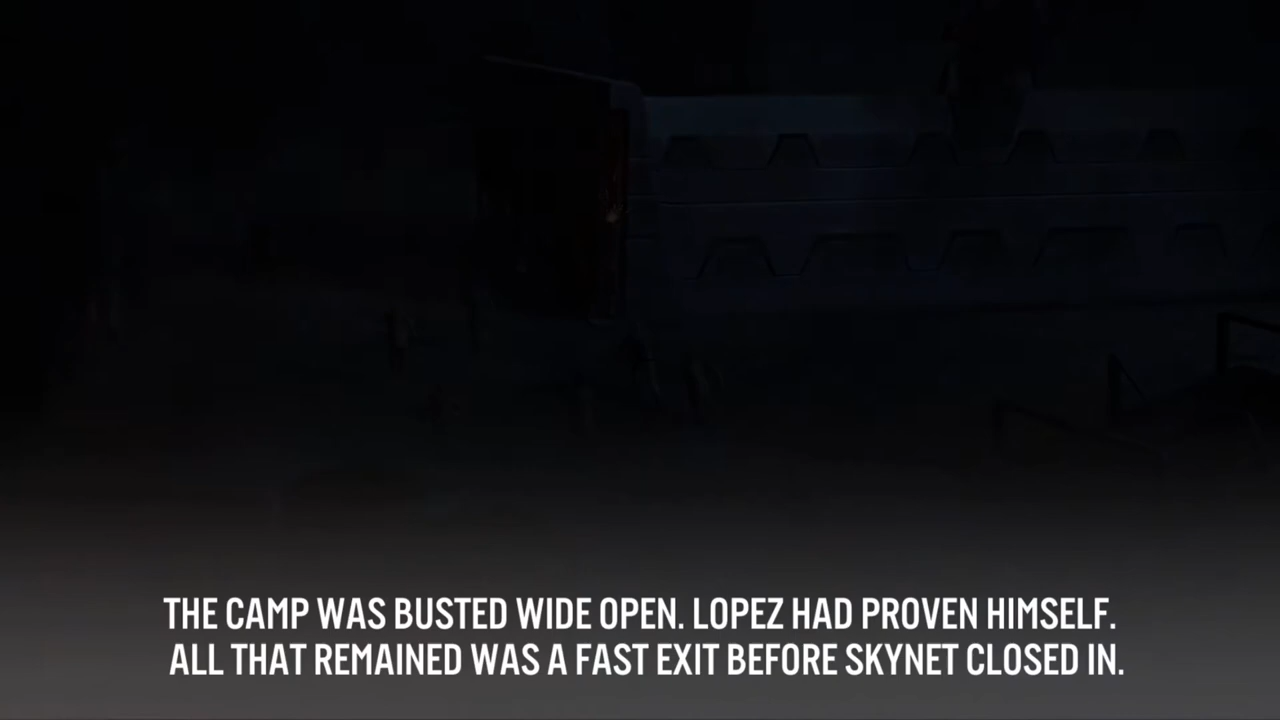 THE CAMP WAS BUSTED WIDE OPEN. LOPEZ HAD PROVEN HIMSELF.
ALL THAT REMAINED WAS A FAST EXIT BEFORE SKYNET CLOSED IN.